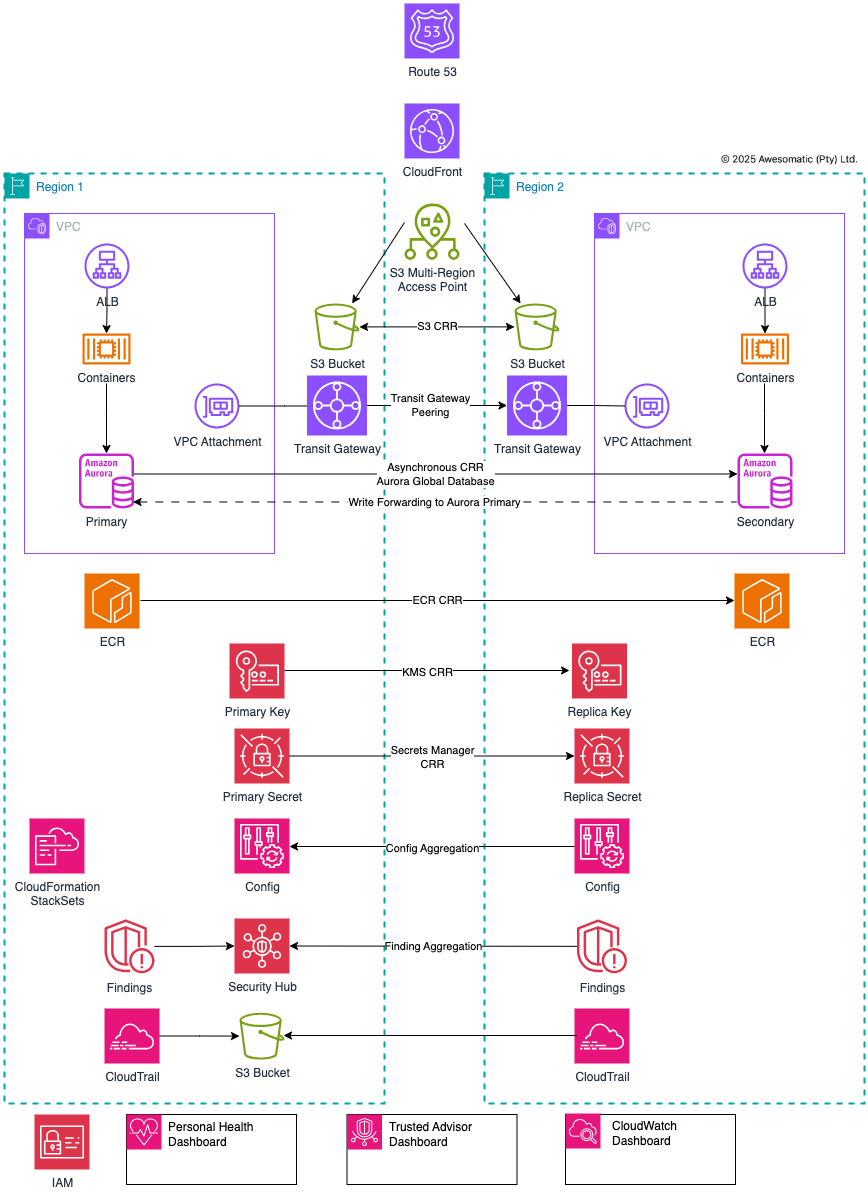 53
Route 53
CloudFront
© 2025 Awesomatic (Pty) Ltd.
Region 1
Region 2
VPC
VPC
S3 Multi-Region
Access Point
ALB
ALB
S3 CRR
S3 Bucket
S3 Bucket
Containers
Containers
Transit Gateway
Peering
VPC Attachment
Transit Gateway
Transit Gateway
VPC Attachment
Amazon
Aurora
Asynchronous CRR
Aurora Global Database
Amazon
Aurora
Write Forwarding to Aurora Primary
Primary
Secondary
ECR CRR
ECR
ECR
KMS CRR
Primary Key
Replica Key
Secrets Manager
CRR
Primary Secret
Replica Secret
Config Aggregation
CloudFormation
StackSets
Config
Config
Finding Aggregation
Findings
Security Hub
Findings
CloudTrail
S3 Bucket
CloudTrail
IAM
Personal Health
Dashboard
Trusted Advisor
Dashboard
CloudWatch
Dashboard